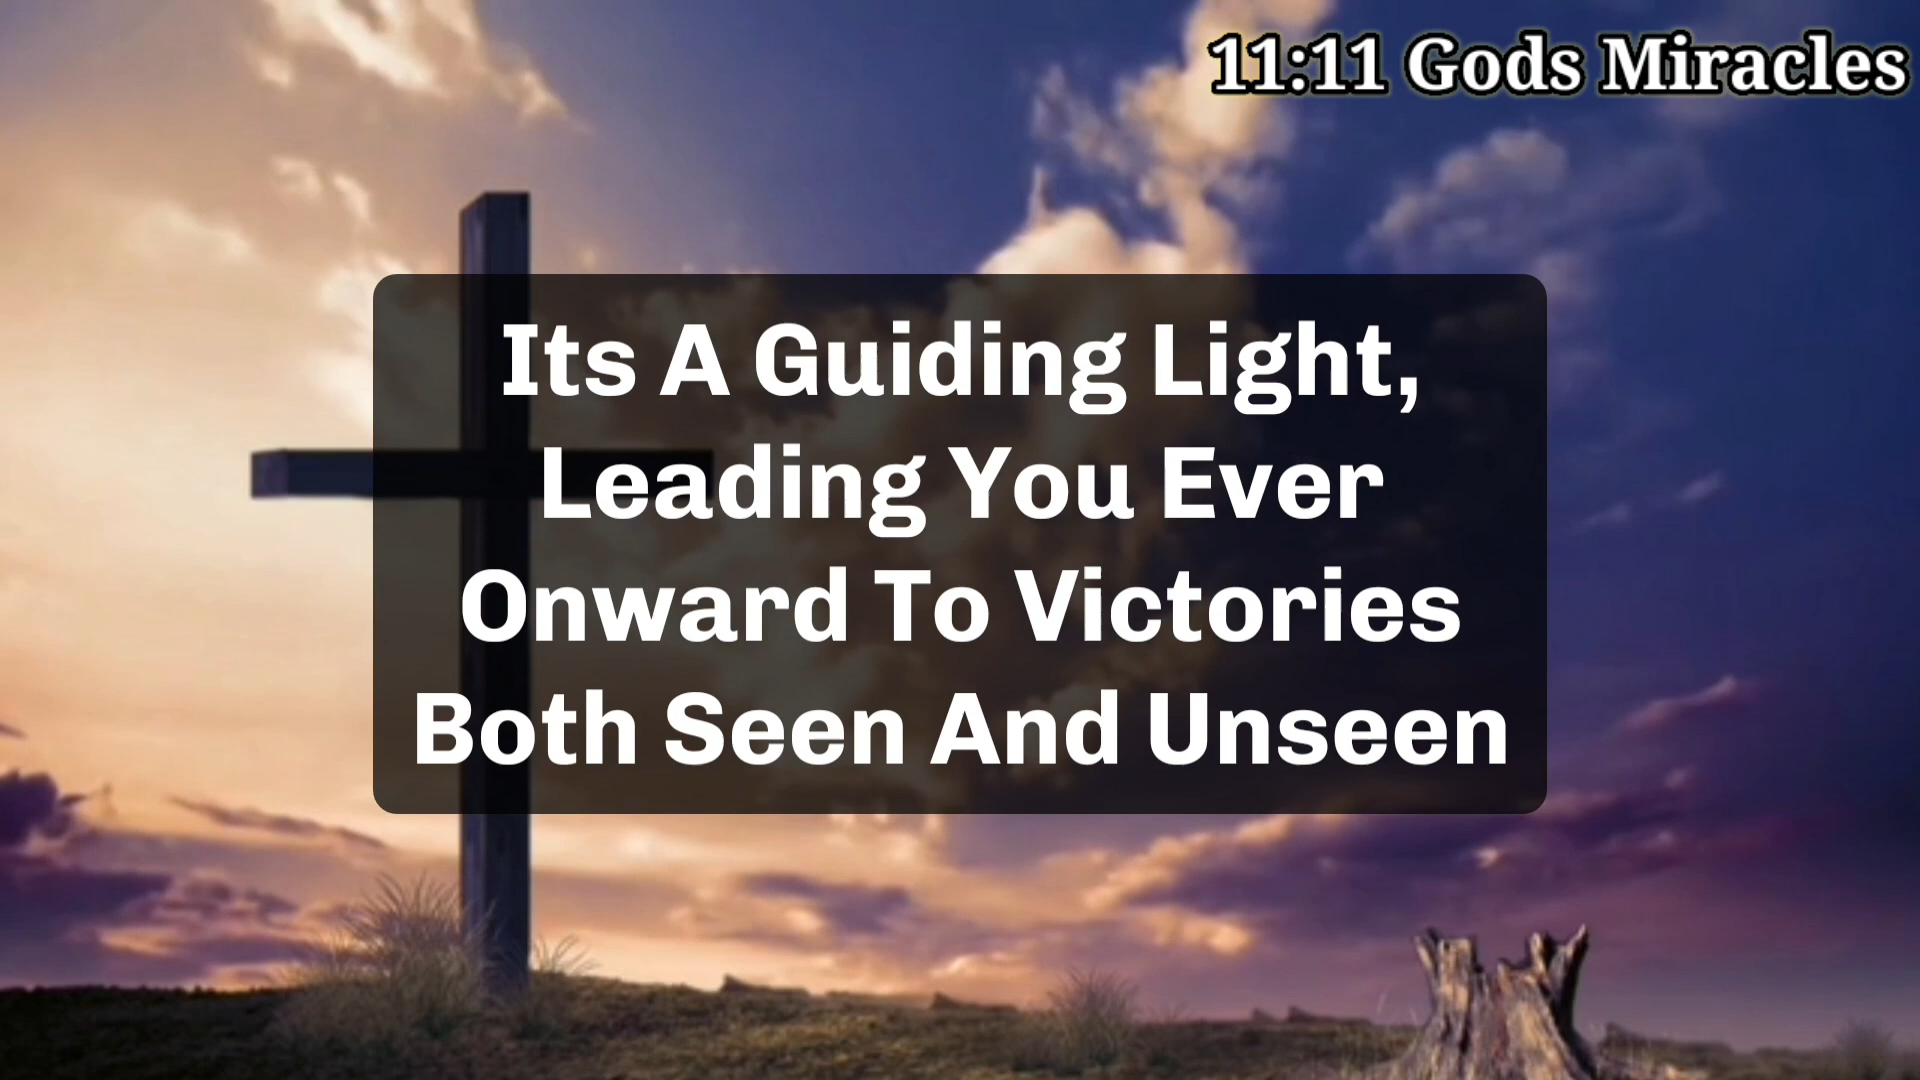 11:11 Gods Miracles
Its A Guiding Light,
Leading You Ever
Onward To Victories
Both Seen And Unseen